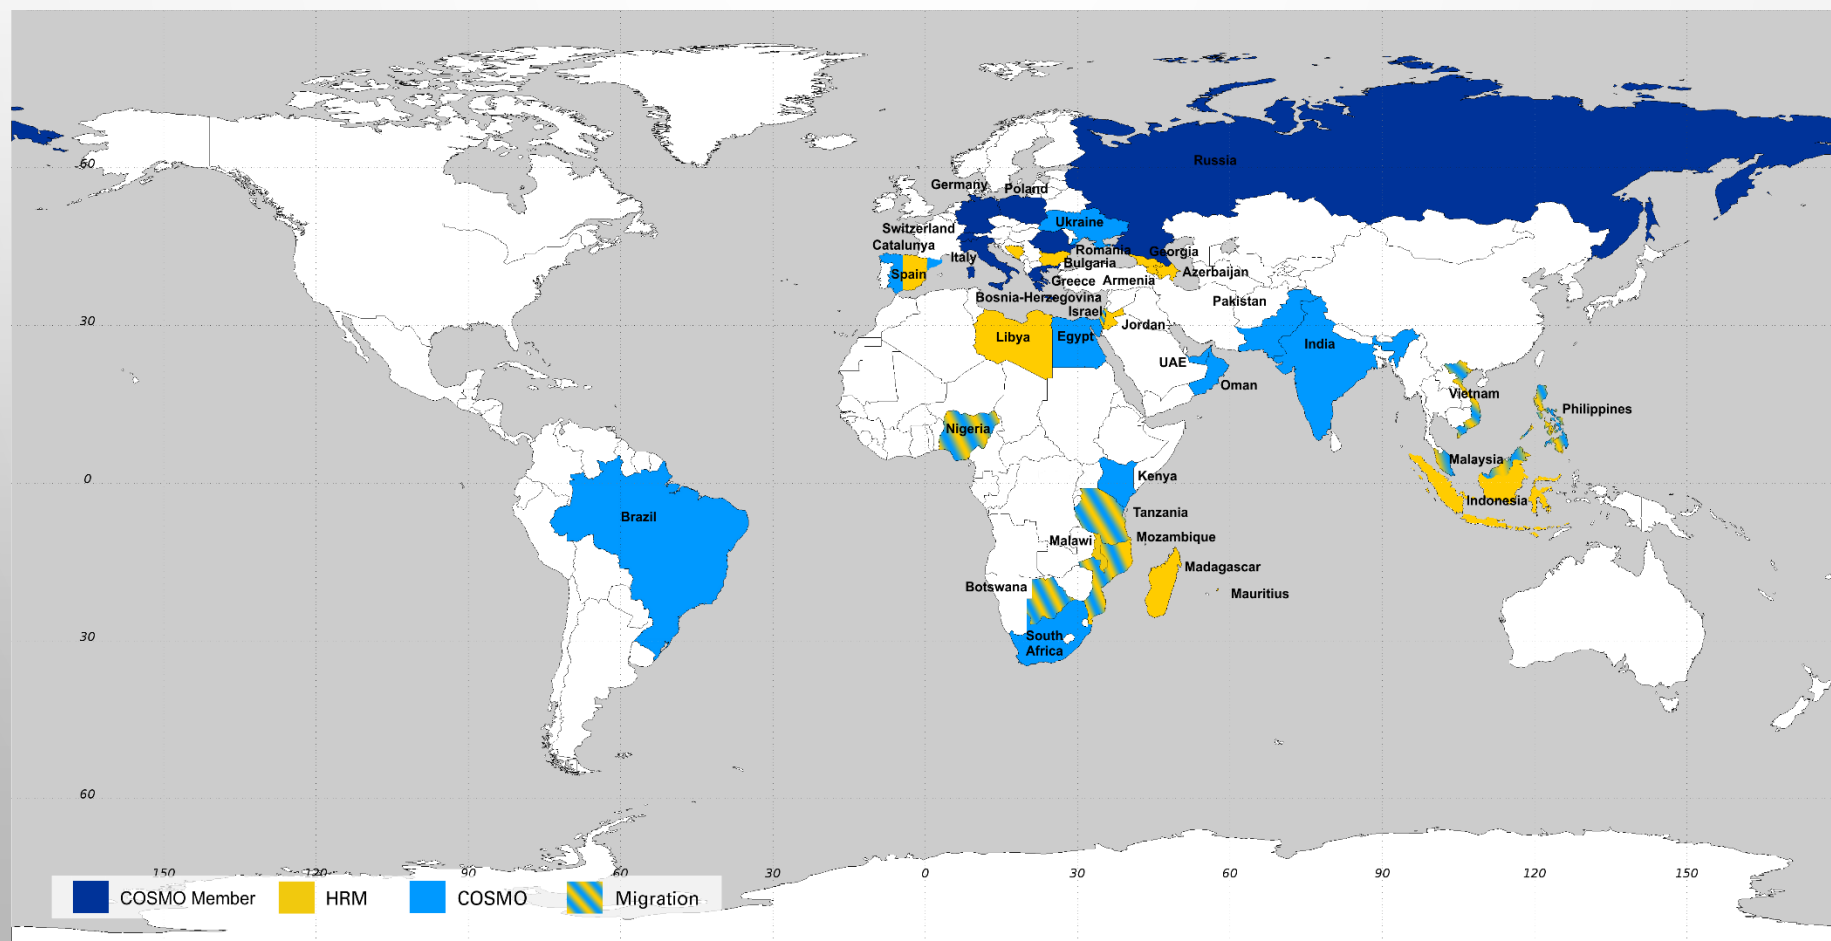 60
Russia
Germany
Poland
Ukraine
Switzerland
Catalunya
Romania
Georgia
Italy
Bulgaria
Spain
Azerbaijan
Greece
Armenia
Bosnia-Herzegovina
Pakistan
Israel
30
Jordan
Libya
Egypt
India
UAE
Oman
Vietnam
Philippines
Nigeria
Malaysia
0
Kenya
Indonesia
Brazil
Tanzania
Malawi
Mozambique
Madagascar
Botswana
Mauritius
30
South
Africa
60
150
120
90
60
30
0
30
60
90
120
150
COSMO Member
HRM
COSMO
Migration